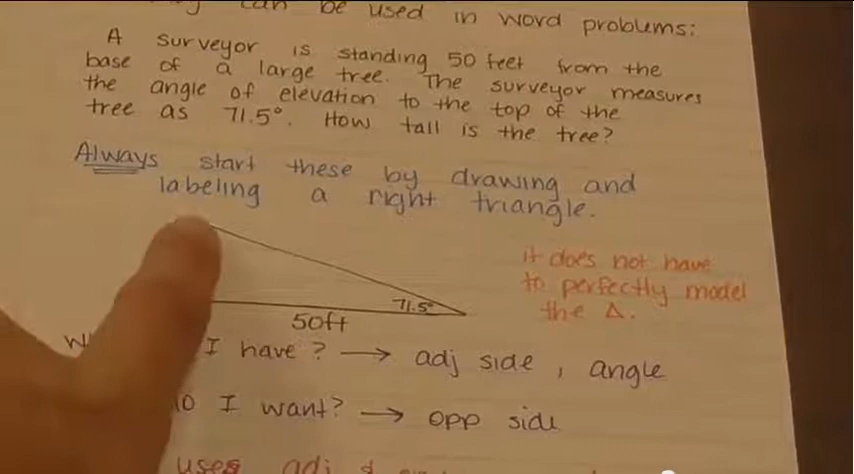 can be used in word problems:
A surveyor is standing 50 feet from the
base of a large tree. The surveyor measures
the angle of elevation to the top of the
tree as 71.5°. How tall is the tree?
Always start these by drawing and
labeling a right triangle.
it does not have
to perfectly model
the Δ.
71.5°
50ft
I have? → adj side, angle
I want? → opp side
uses adj &